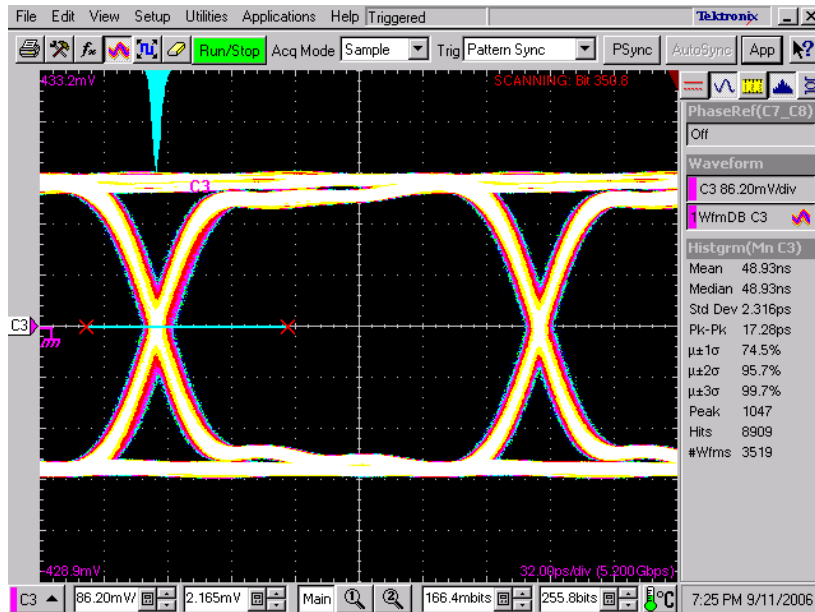 File Edit View Setup Utilities Applications Help Triggered Tektronix
Run/Stop Acq Mode Sample Trig Pattern Sync PSync AutoSync App
433.2mV SCANNING: Bit 350.8
PhaseRef(C7_C8)
Off
Waveform
C3 C3 86.20mV/div
1 WfmDB C3
Histgrm(Mn C3)
Mean 48.93ns
Median 48.93ns
Std Dev 2.316ps
C3 Pk-Pk 17.28ps
µ±1σ 74.5%
µ±2σ 95.7%
µ±3σ 99.7%
Peak 1047
Hits 8909
#Wfms 3519
-428.9mV 32.00ps/div (5.200Gbps)
C3 86.20mV/ 2.165mV Main 1 2 166.4mbits 255.8bits °C 7:25 PM 9/11/2006